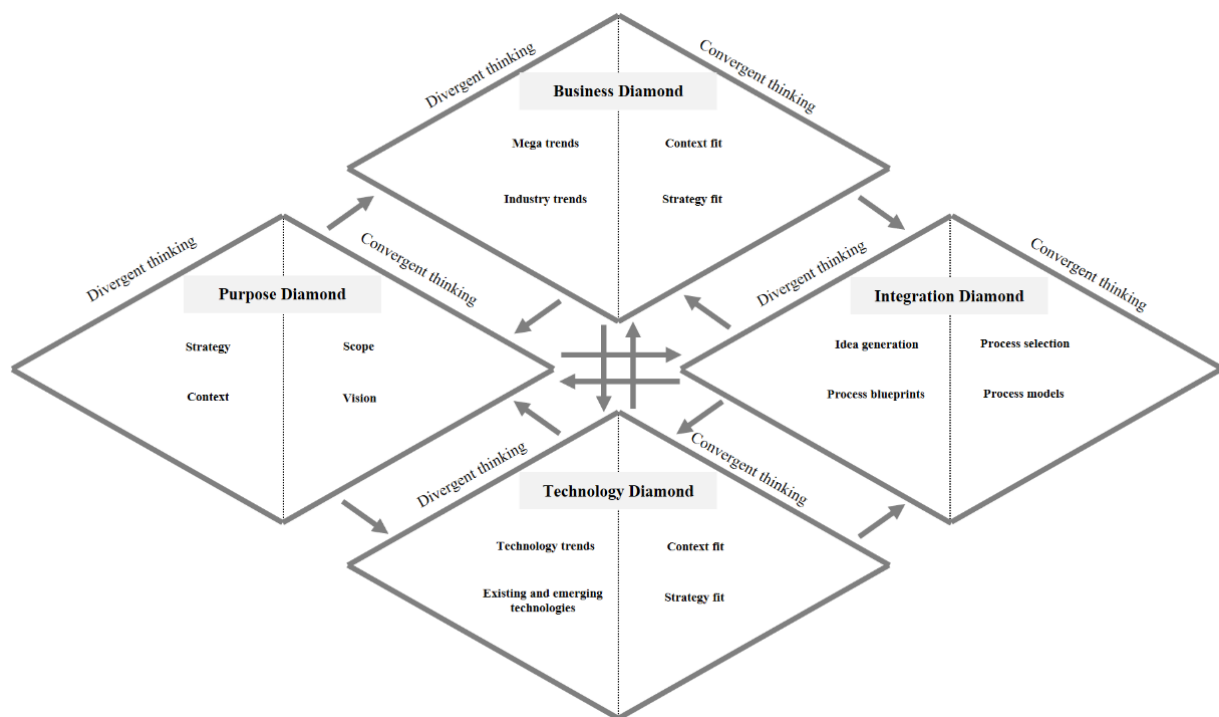 Divergent thinking
Convergent thinking
Business Diamond
Mega trends
Context fit
Industry trends
Strategy fit
Divergent thinking
Convergent thinking
Purpose Diamond
Strategy
Scope
Context
Vision
Divergent thinking
Convergent thinking
Integration Diamond
Idea generation
Process selection
Process blueprints
Process models
Divergent thinking
Convergent thinking
Technology Diamond
Technology trends
Context fit
Existing and emerging
technologies
Strategy fit